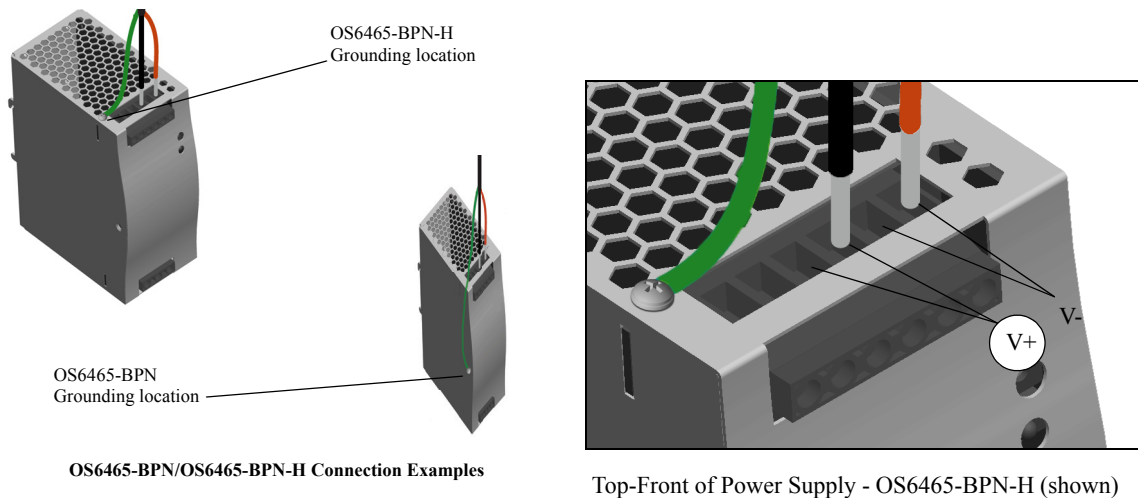 OS6465-BPN-H
Grounding location
OS6465-BPN
Grounding location
OS6465-BPN/OS6465-BPN-H Connection Examples
V-
V+
Top-Front of Power Supply - OS6465-BPN-H (shown)